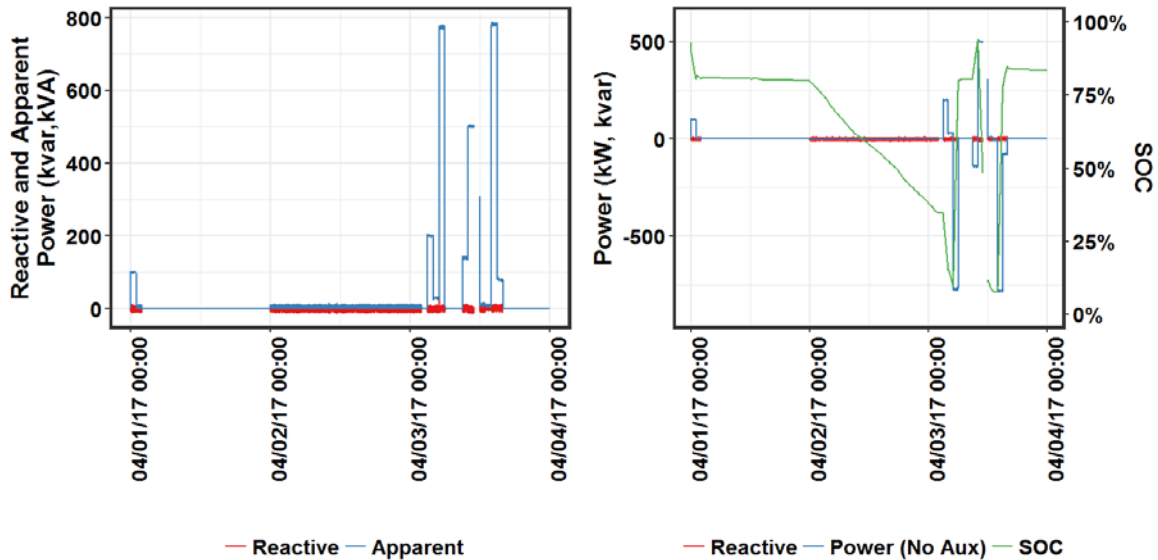 Reactive and Apparent
Power (kvar,kVA)
800
600
400
200
0
04/01/17 00:00
04/02/17 00:00
04/03/17 00:00
04/04/17 00:00
Reactive
Apparent
Power (kW, kvar)
500
0
-500
100%
75%
50%
25%
0%
SOC
04/01/17 00:00
04/02/17 00:00
04/03/17 00:00
04/04/17 00:00
Reactive
Power (No Aux)
SOC